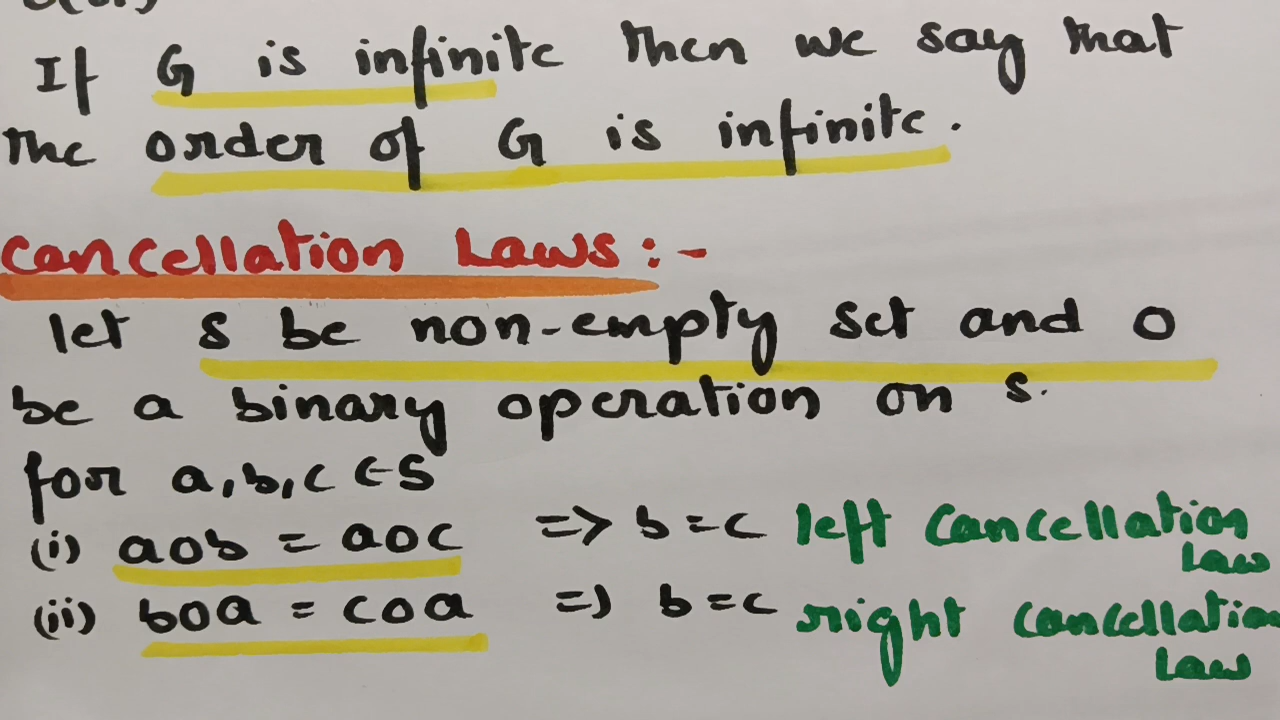 If G is infinite then we say that
the order of G is infinite.
Cancellation Laws :-
let S be non-empty set and o
be a binary operation on S.
for a, b, c ∈ S
(i) aob = aoc => b = c left cancellation
law
(ii) boa = coa => b = c right cancellation
law